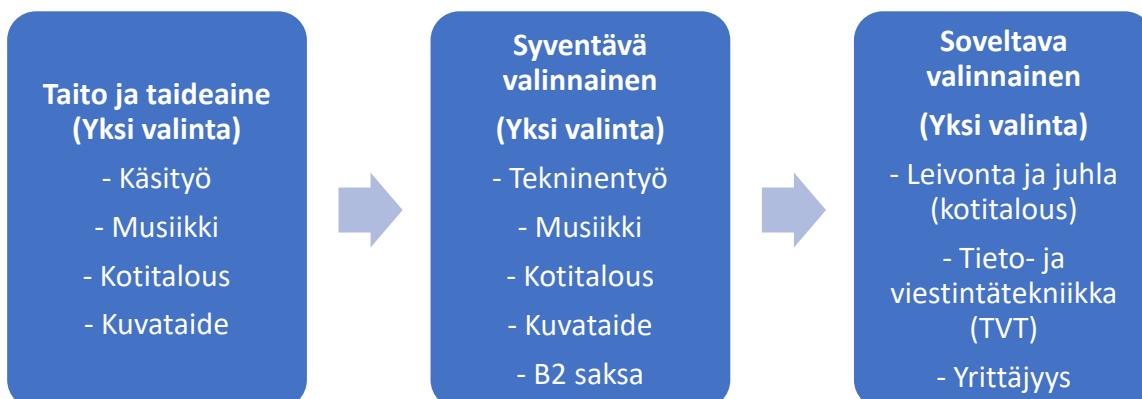 Taito ja taideaine
(Yksi valinta)
- Käsityö
- Musiikki
- Kotitalous
- Kuvataide
Syventävä
valinnainen
(Yksi valinta)
- Tekninentyö
- Musiikki
- Kotitalous
- Kuvataide
- B2 saksa
Soveltava
valinnainen
(Yksi valinta)
- Leivonta ja juhla
(kotitalous)
- Tieto- ja
viestintätekniikka
(TVT)
- Yrittäjyys